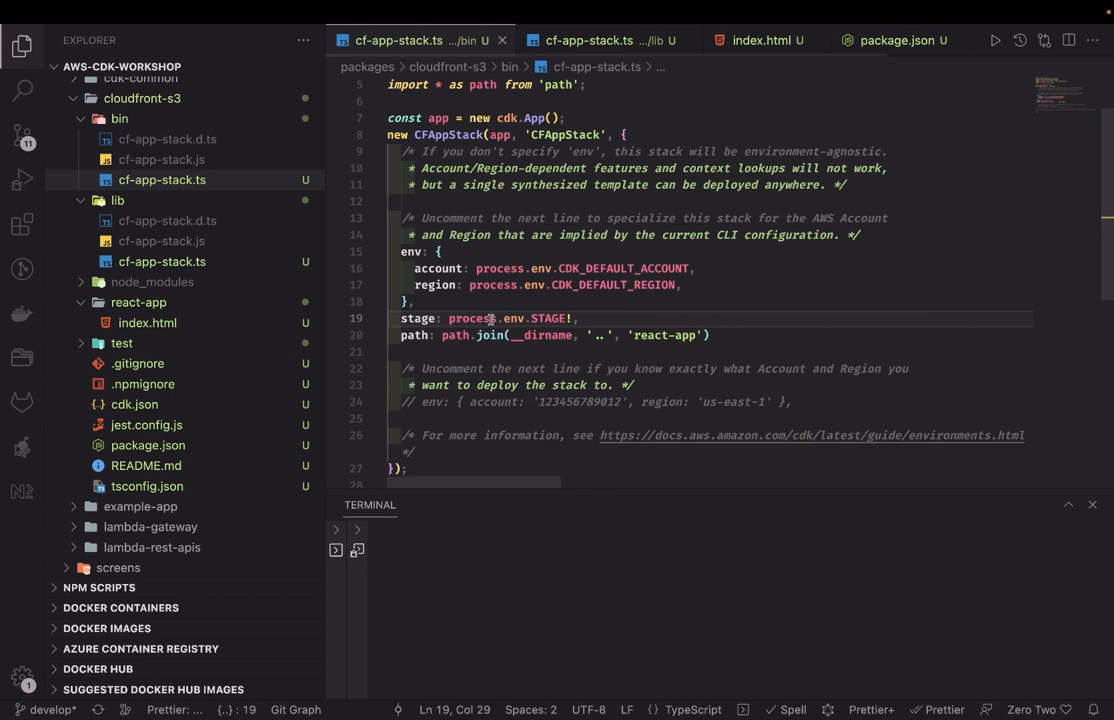 EXPLORER
AWS-CDK-WORKSHOP
cdk-common
cloudfront-s3
bin
cf-app-stack.d.ts
cf-app-stack.js
cf-app-stack.ts U
lib
cf-app-stack.d.ts
cf-app-stack.js
cf-app-stack.ts U
node_modules
react-app
index.html U
test
.gitignore U
.npmignore U
cdk.json U
jest.config.js U
package.json U
README.md U
tsconfig.json U
example-app
lambda-gateway
lambda-rest-apis
screens
NPM SCRIPTS
DOCKER CONTAINERS
DOCKER IMAGES
AZURE CONTAINER REGISTRY
DOCKER HUB
SUGGESTED DOCKER HUB IMAGES
11
1
cf-app-stack.ts .../bin U
cf-app-stack.ts .../lib U
index.html U
package.json U
packages > cloudfront-s3 > bin > cf-app-stack.ts > ...
5 import * as path from 'path';
6
7 const app = new cdk.App();
8 new CFAppStack(app, 'CFAppStack', {
9 /* If you don't specify 'env', this stack will be environment-agnostic.
10 * Account/Region-dependent features and context lookups will not work,
11 * but a single synthesized template can be deployed anywhere. */
12
13 /* Uncomment the next line to specialize this stack for the AWS Account
14 * and Region that are implied by the current CLI configuration. */
15 env: {
16 account: process.env.CDK_DEFAULT_ACCOUNT,
17 region: process.env.CDK_DEFAULT_REGION,
18 },
19 stage: process.env.STAGE!,
20 path: path.join(__dirname, '..', 'react-app')
21
22 /* Uncomment the next line if you know exactly what Account and Region you
23 * want to deploy the stack to. */
24 // env: { account: '123456789012', region: 'us-east-1' },
25
26 /* For more information, see https://docs.aws.amazon.com/cdk/latest/guide/environments.html
*/
27 });
28
TERMINAL
develop* Prettier: ... {..} : 19 Git Graph Ln 19, Col 29 Spaces: 2 UTF-8 LF {} TypeScript Spell Prettier+ Prettier Zero Two